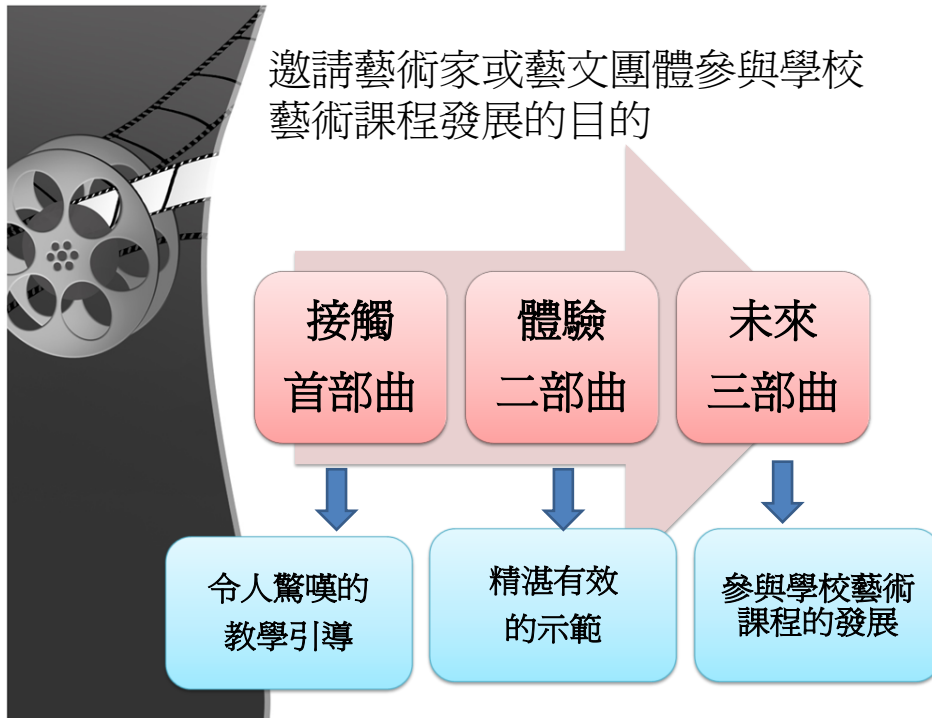 邀請藝術家或藝文團體參與學校
藝術課程發展的目的
接觸
首部曲
體驗
二部曲
未來
三部曲
令人驚嘆的
教學引導
精湛有效
的示範
參與學校藝術
課程的發展